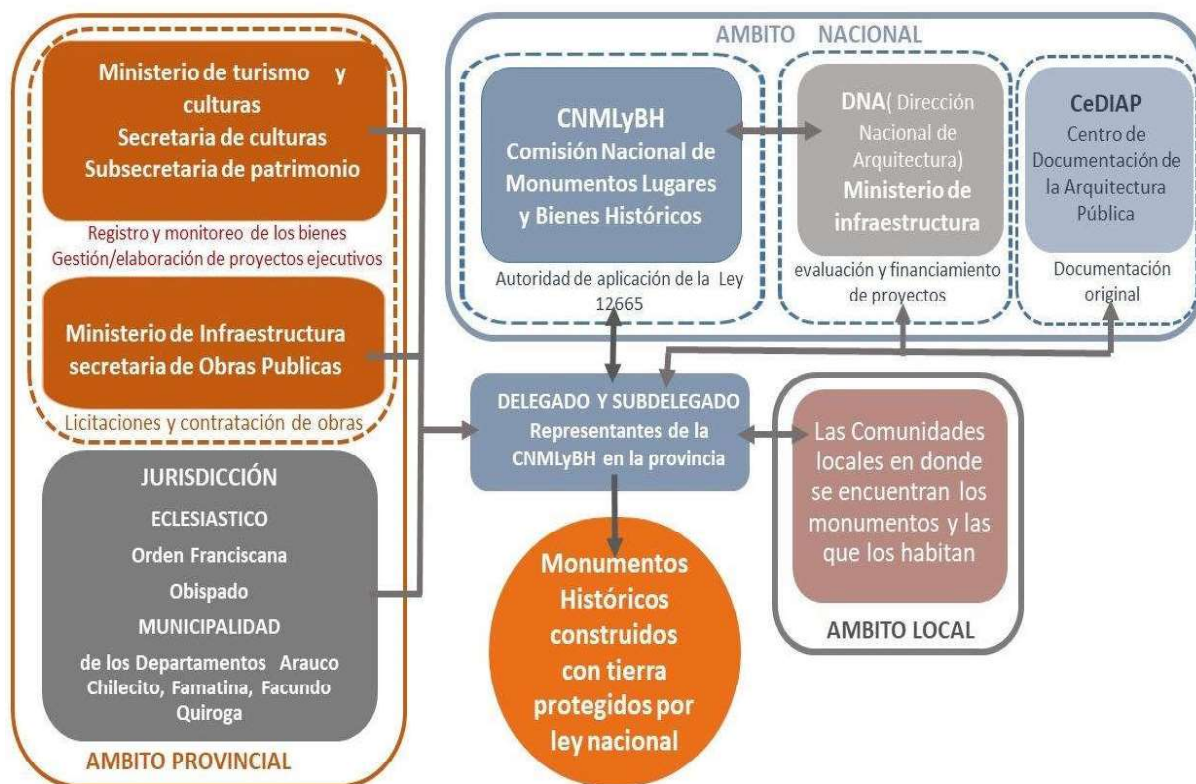 Ministerio de turismo y
culturas
Secretaria de culturas
Subsecretaria de patrimonio
Registro y monitoreo de los bienes
Gestión/elaboración de proyectos ejecutivos
Ministerio de Infraestructura
secretaria de Obras Publicas
Licitaciones y contratación de obras
JURISDICCIÓN
ECLESIASTICO
Orden Franciscana
Obispado
MUNICIPALIDAD
de los Departamentos Arauco
Chilecito, Famatina, Facundo
Quiroga
AMBITO PROVINCIAL
AMBITO NACIONAL
CNMLyBH
Comisión Nacional de
Monumentos Lugares
y Bienes Históricos
Autoridad de aplicación de la Ley
12665
DNA( Dirección
Nacional de
Arquitectura)
Ministerio de
infraestructura
evaluación y financiamiento
de proyectos
CeDIAP
Centro de
Documentación de
la Arquitectura
Pública
Documentación
original
DELEGADO Y SUBDELEGADO
Representantes de la
CNMLyBH en la provincia
Las Comunidades
locales en donde
se encuentran los
monumentos y las
que los habitan
AMBITO LOCAL
Monumentos
Históricos
construidos
con tierra
protegidos por
ley nacional